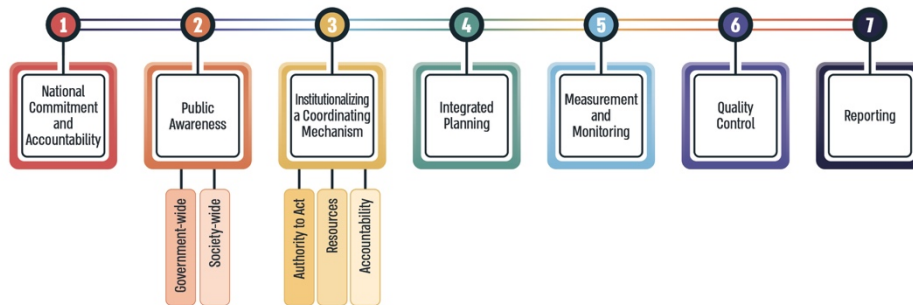 1
2
3
4
5
6
7
National
Commitment
and
Accountability
Public
Awareness
Institutionalizing
a Coordinating
Mechanism
Integrated
Planning
Measurement
and
Monitoring
Quality
Control
Reporting
Government-wide
Society-wide
Authority to Act
Resources
Accountability